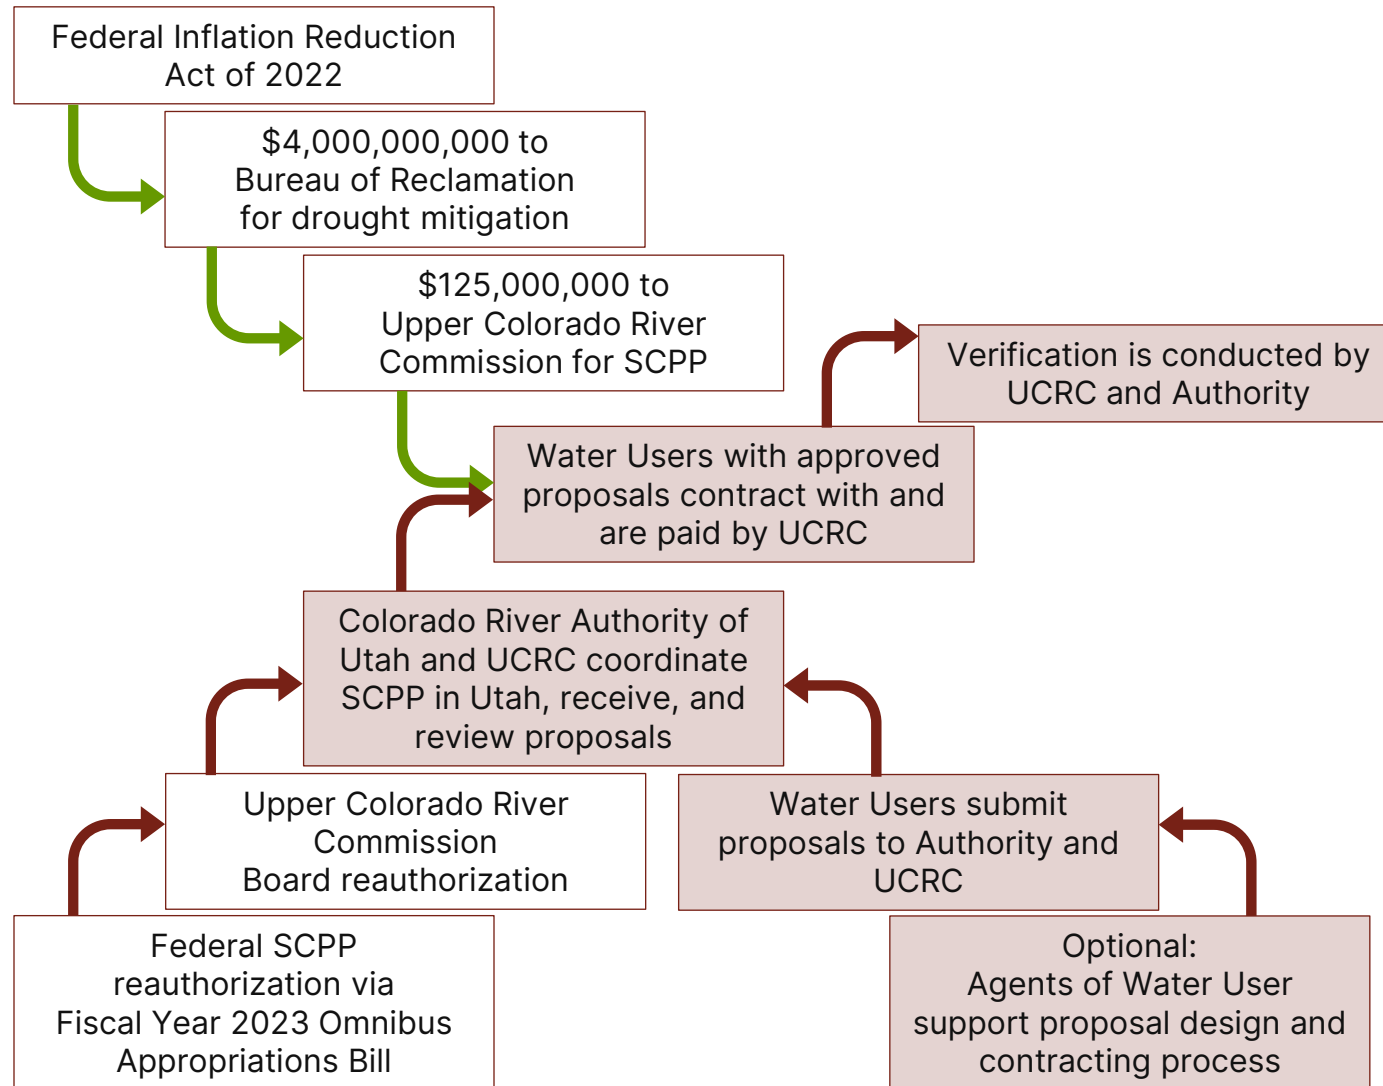 Federal Inflation Reduction
Act of 2022
$4,000,000,000 to
Bureau of Reclamation
for drought mitigation
$125,000,000 to
Upper Colorado River
Commission for SCPP
Verification is conducted by
UCRC and Authority
Water Users with approved
proposals contract with and
are paid by UCRC
Colorado River Authority of
Utah and UCRC coordinate
SCPP in Utah, receive, and
review proposals
Upper Colorado River
Commission
Board reauthorization
Water Users submit
proposals to Authority and
UCRC
Federal SCPP
reauthorization via
Fiscal Year 2023 Omnibus
Appropriations Bill
Optional:
Agents of Water User
support proposal design and
contracting process